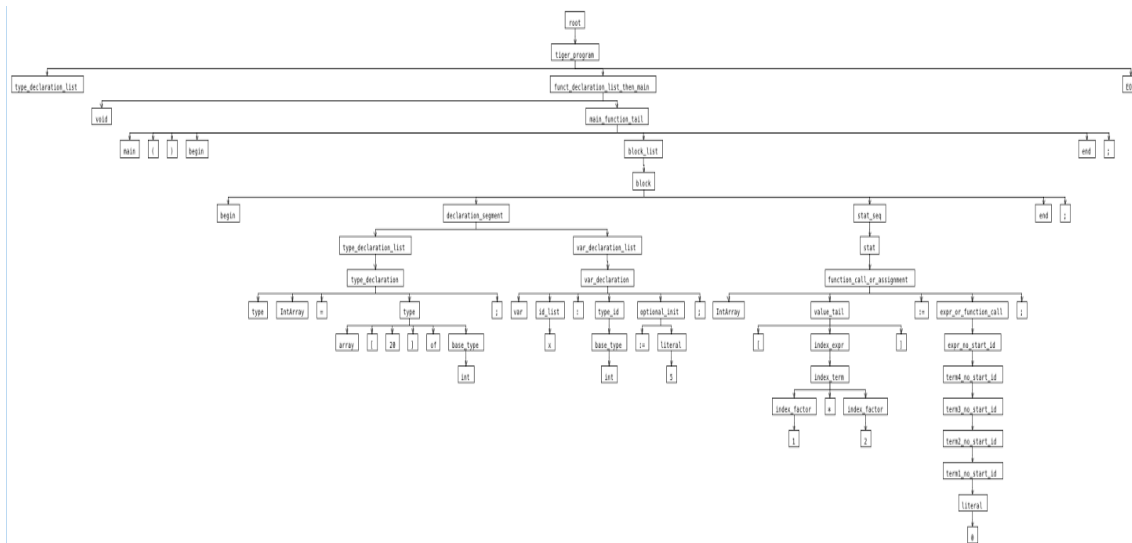 root
tiger_program
type_declaration_list funct_declaration_list_then_main EO
void main_function_tail
main ( ) begin block_list end ;
block
begin declaration_segment stat_seq end ;
type_declaration_list var_declaration_list stat
type_declaration var_declaration function_call_or_assignment
type IntArray = type ; var id_list : type_id optional_init ; IntArray value_tail := expr_or_function_call ;
array [ 20 ] of base_type x base_type := literal [ index_expr ] expr_no_start_id
int int 5 index_term term4_no_start_id
index_factor * index_factor term3_no_start_id
1 2 term2_no_start_id
term1_no_start_id
literal
0